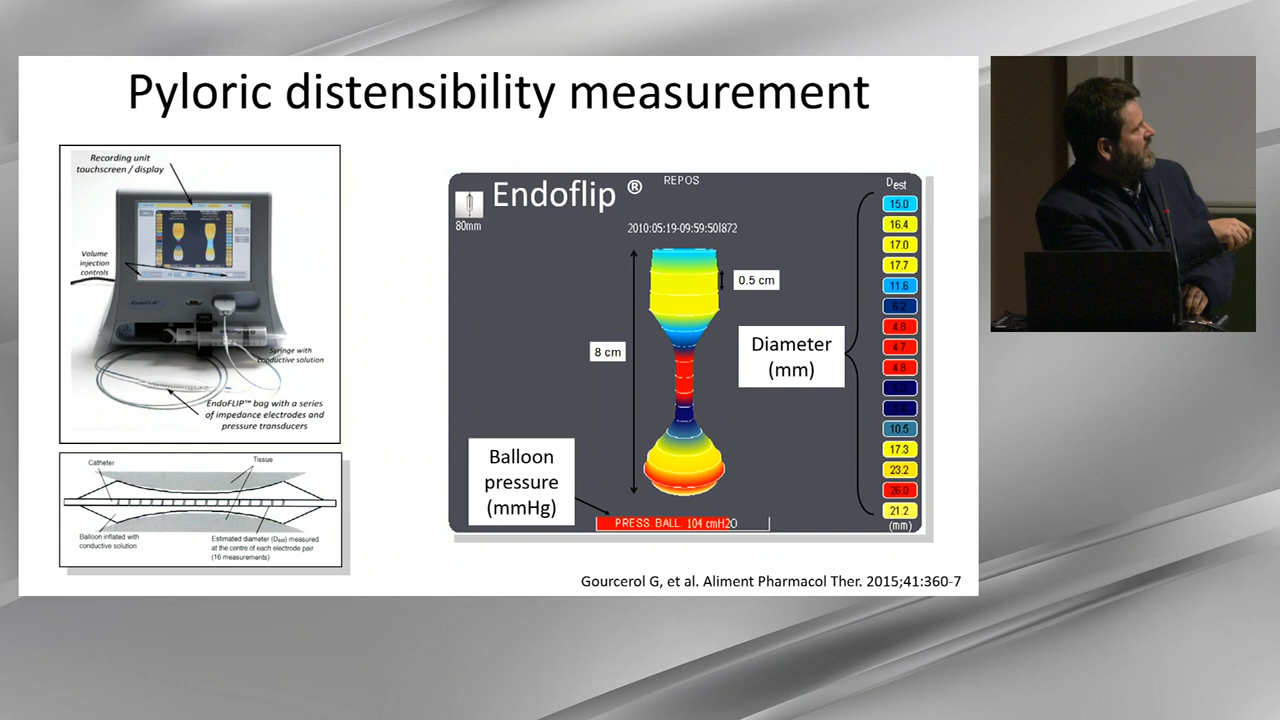 Pyloric distensibility measurement
Recording unit
touchscreen / display
Volume
injection
controls
EndoFLIP
Syringe with
conductive solution
EndoFLIP™ bag with a series
of impedance electrodes and
pressure transducers
Catheter
Tissue
Balloon inflated with
conductive solution
Estimated diameter (Dest) measured
at the centre of each electrode pair
(16 measurements)
Endoflip ®
REPOS
80mm
2010:05:19-09:59:50I872
0.5 cm
8 cm
Diameter
(mm)
Balloon
pressure
(mmHg)
PRESS. BALL. 104 cmH2O
Dest
15.0
16.4
17.0
17.7
11.6
6.2
4.8
4.7
4.8
10.5
17.3
23.2
26.0
21.2
(mm)
Gourcerol G, et al. Aliment Pharmacol Ther. 2015;41:360-7